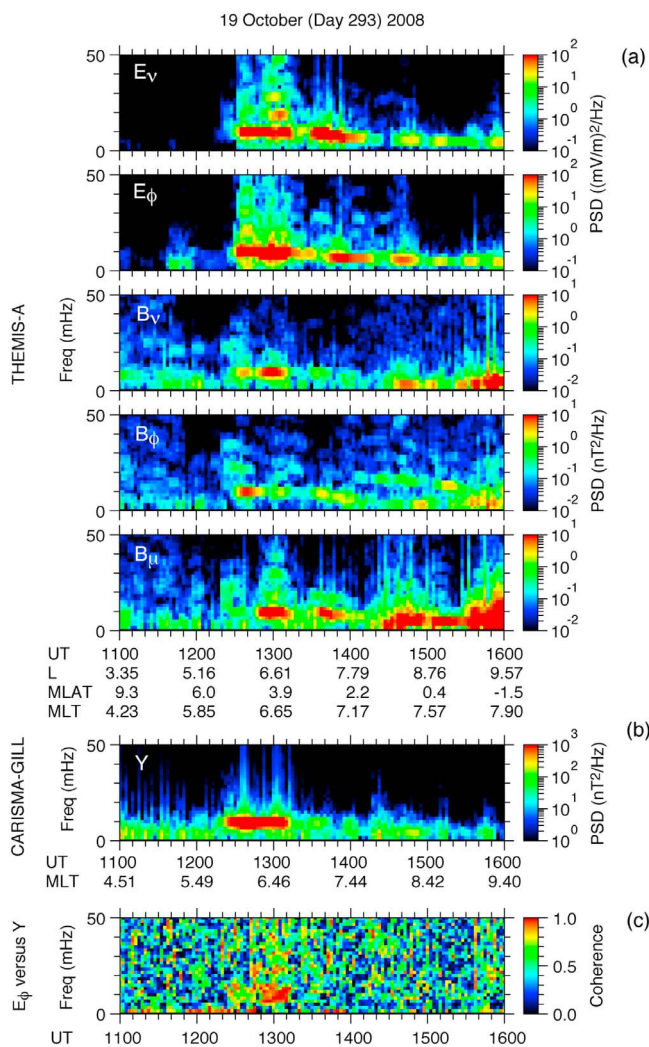 19 October (Day 293) 2008
(a)
THEMIS-A
Freq (mHz)
50
0
Eν
10² 10¹ 10⁰ 10⁻¹
50
0
Eϕ
10² 10¹ 10⁰ 10⁻¹
PSD ((mV/m)²/Hz)
50
0
Bν
10¹ 10⁰ 10⁻¹ 10⁻²
50
0
Bϕ
10¹ 10⁰ 10⁻¹ 10⁻²
PSD (nT²/Hz)
50
0
Bμ
10¹ 10⁰ 10⁻¹ 10⁻²
UT 1100 1200 1300 1400 1500 1600
L 3.35 5.16 6.61 7.79 8.76 9.57
MLAT 9.3 6.0 3.9 2.2 0.4 -1.5
MLT 4.23 5.85 6.65 7.17 7.57 7.90
(b)
CARISMA-GILL
Freq (mHz)
50
0
Y
10³ 10² 10¹ 10⁰ 10⁻¹
PSD (nT²/Hz)
UT 1100 1200 1300 1400 1500 1600
MLT 4.51 5.49 6.46 7.44 8.42 9.40
(c)
Eϕ versus Y
Freq (mHz)
50
0
1.0 0.5 0.0
Coherence
UT 1100 1200 1300 1400 1500 1600